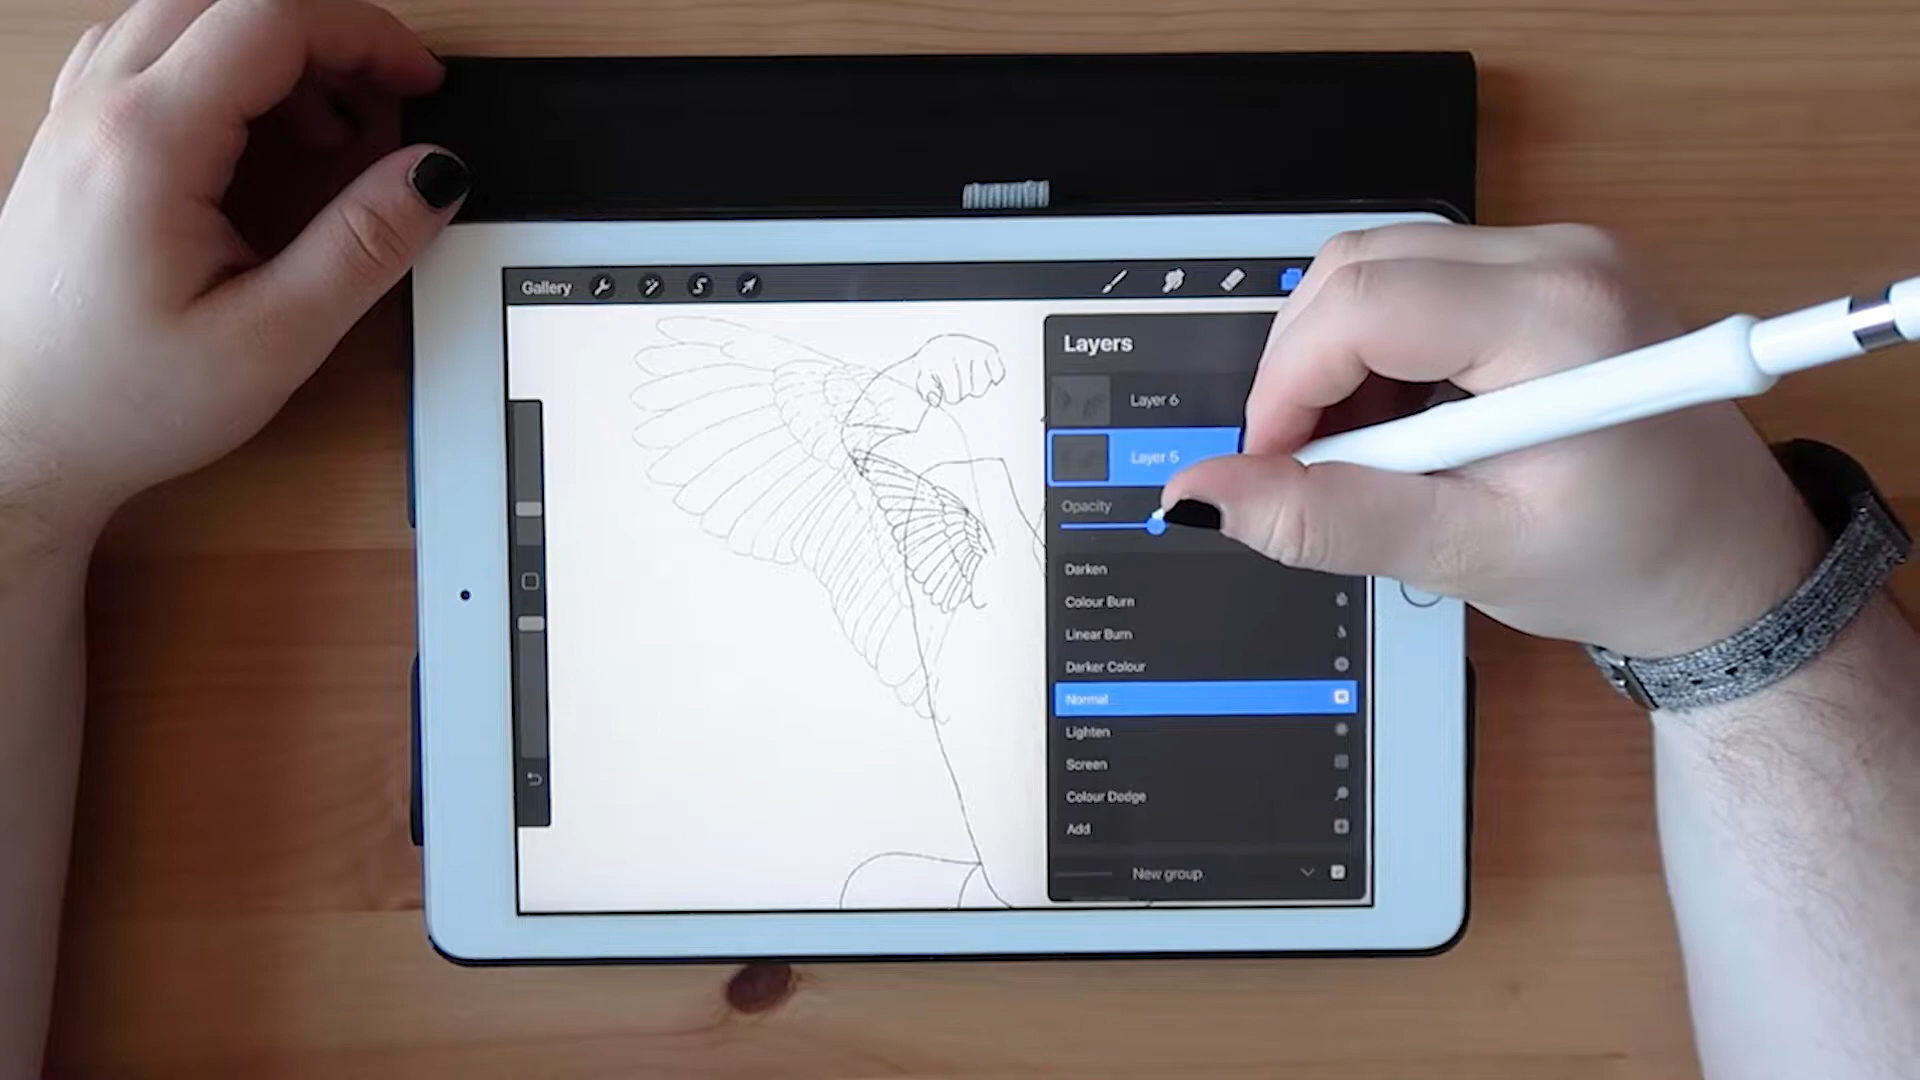 Gallery
Layers
Layer 6
Layer 5
Opacity
Darken
Colour Burn
Linear Burn
Darker Colour
Normal
Lighten
Screen
Colour Dodge
Add
New group